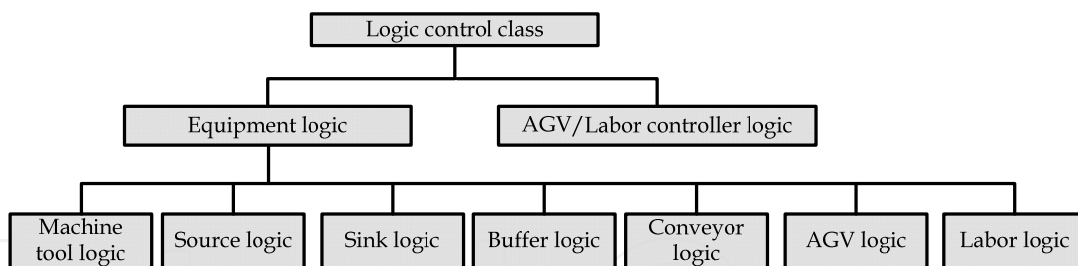 Logic control class
Equipment logic
AGV/Labor controller logic
Machine
tool logic
Source logic
Sink logic
Buffer logic
Conveyor
logic
AGV logic
Labor logic